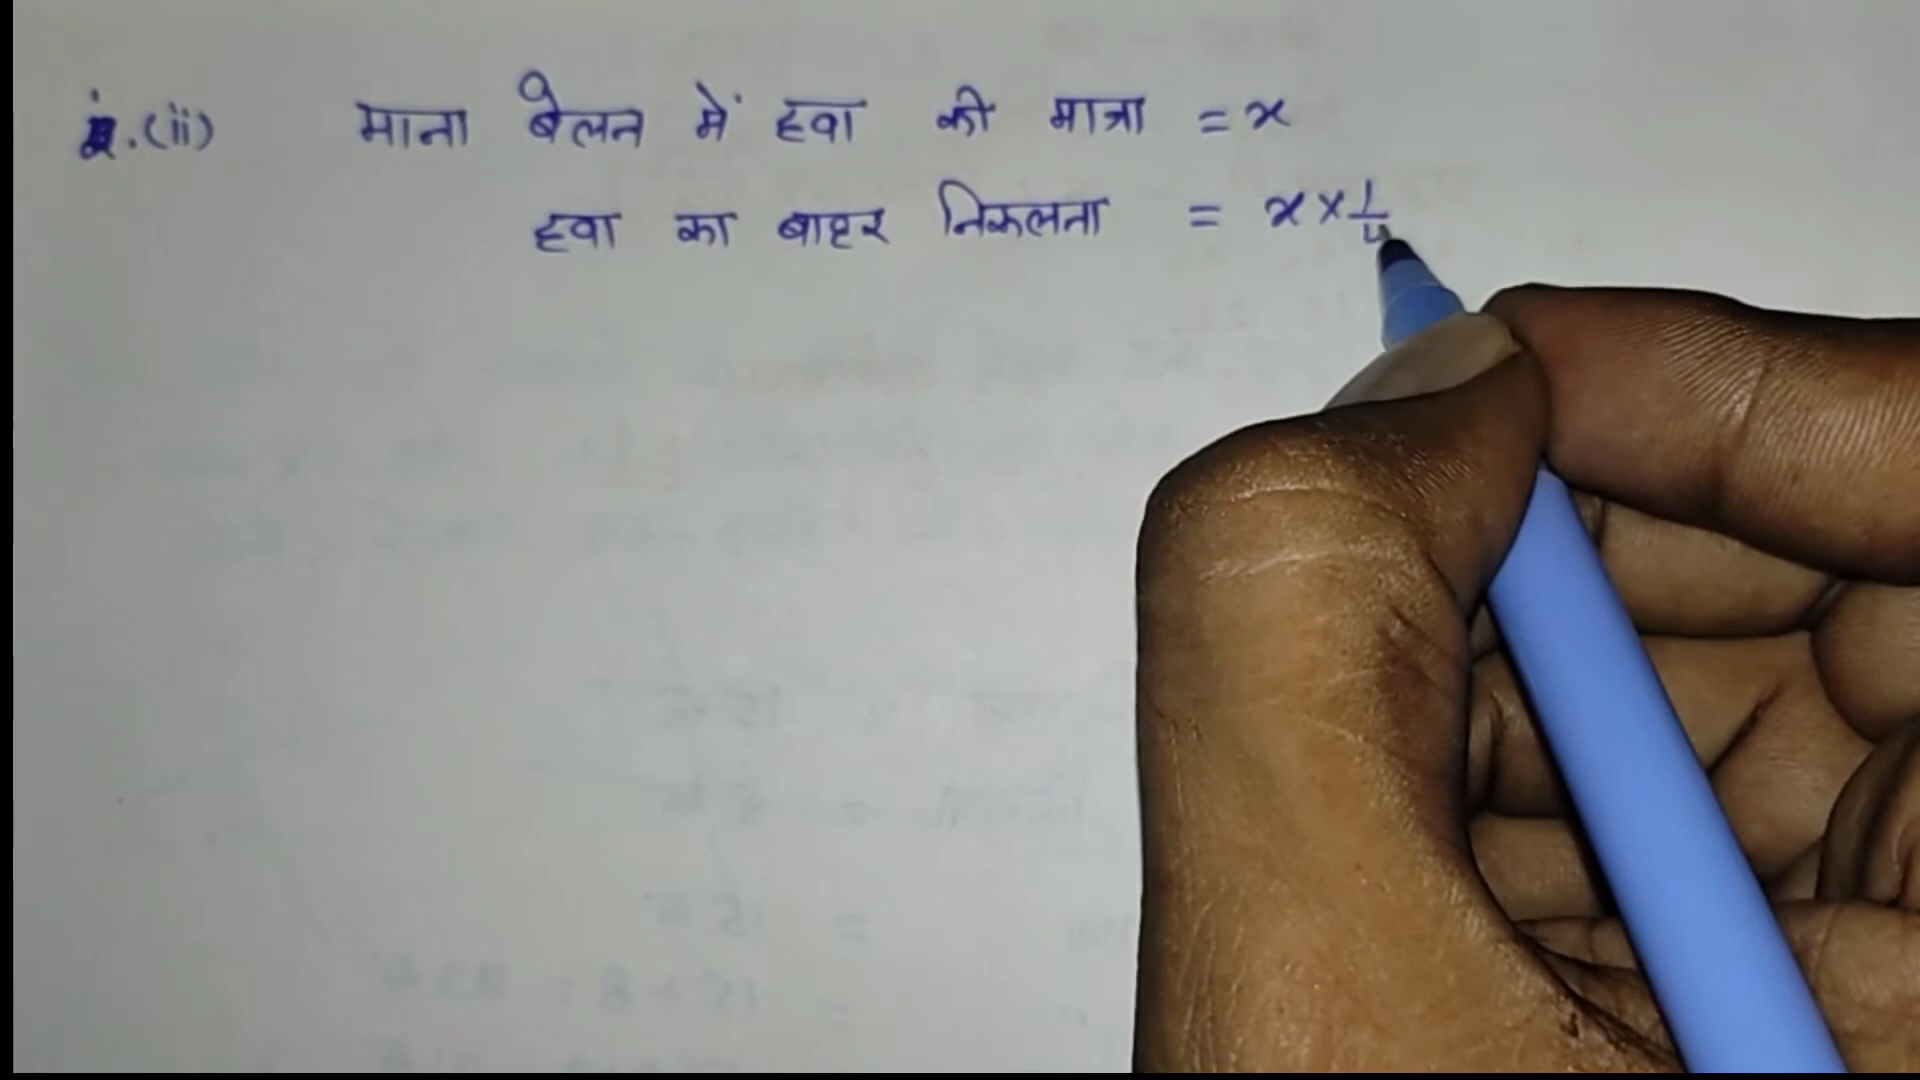 i.(ii) माना बेलन में हवा की मात्रा = x
हवा का बाहर निकलना = x × 1/4